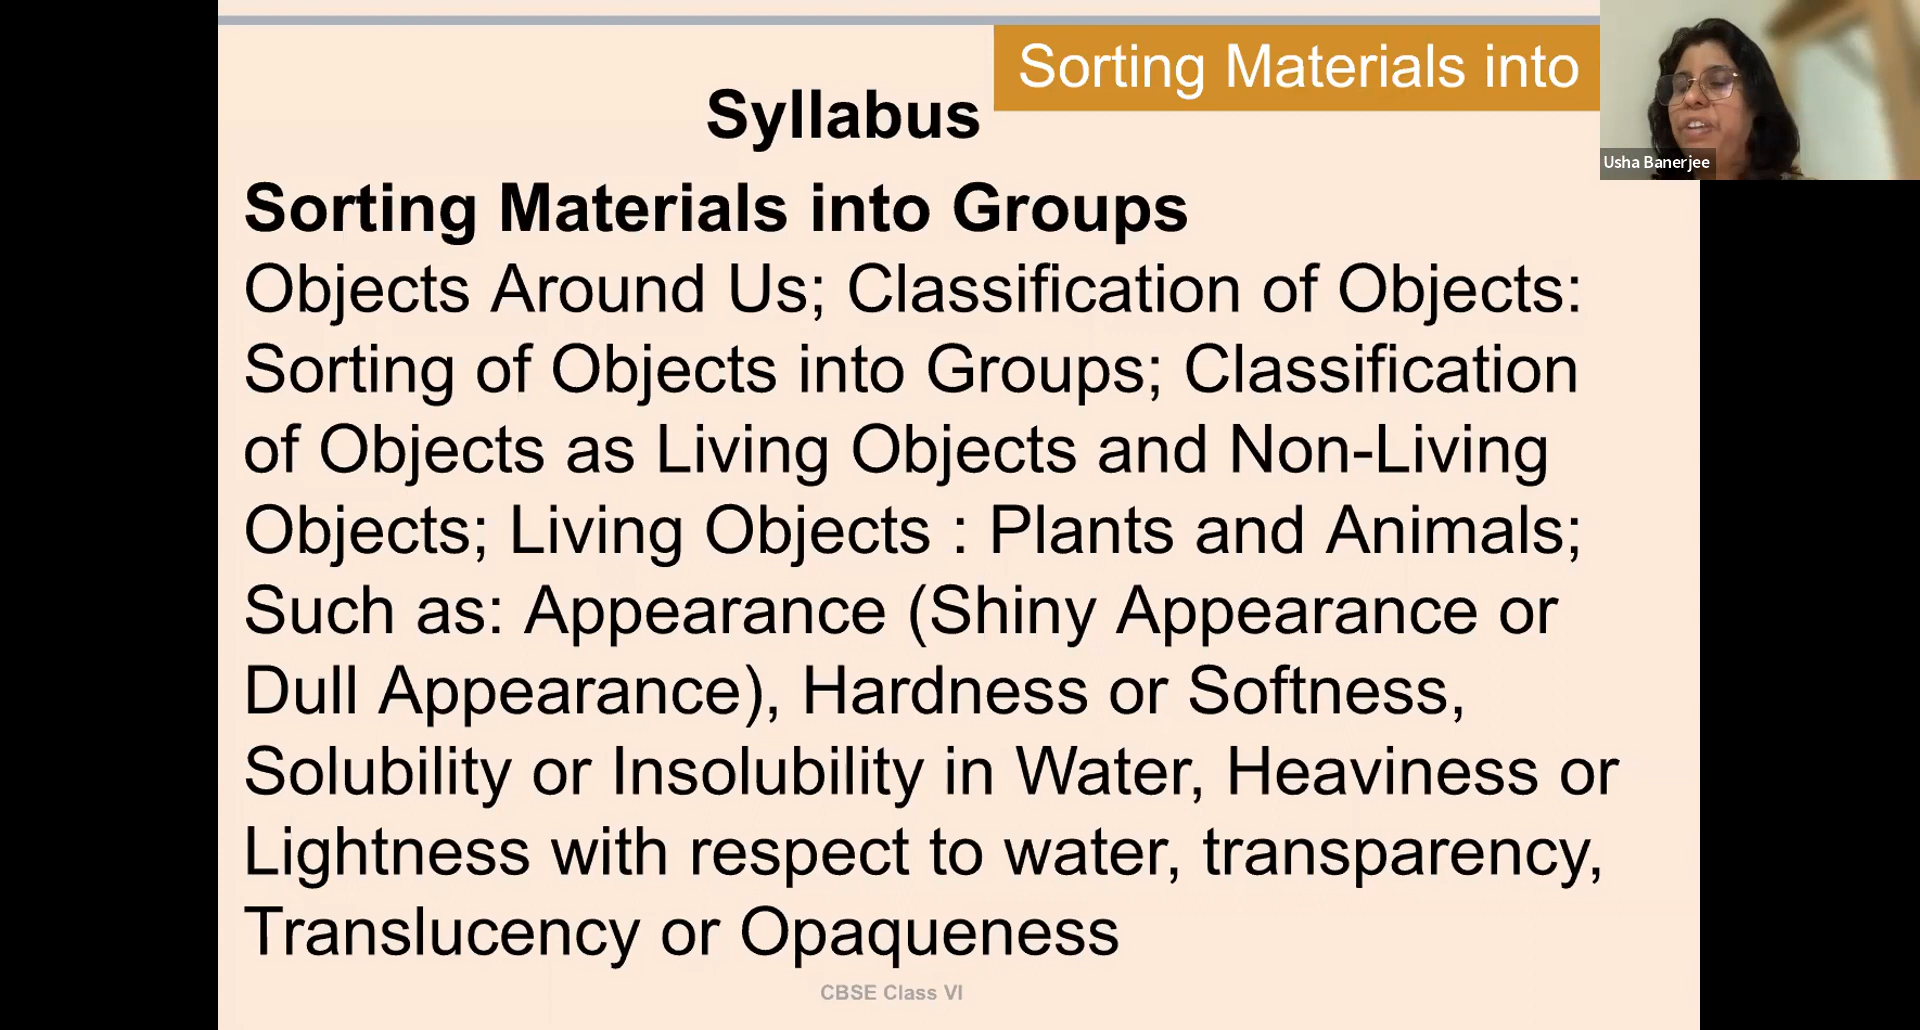 Sorting Materials into
Usha Banerjee
Syllabus
Sorting Materials into Groups
Objects Around Us; Classification of Objects:
Sorting of Objects into Groups; Classification
of Objects as Living Objects and Non-Living
Objects; Living Objects : Plants and Animals;
Such as: Appearance (Shiny Appearance or
Dull Appearance), Hardness or Softness,
Solubility or Insolubility in Water, Heaviness or
Lightness with respect to water, transparency,
Translucency or Opaqueness
CBSE Class VI